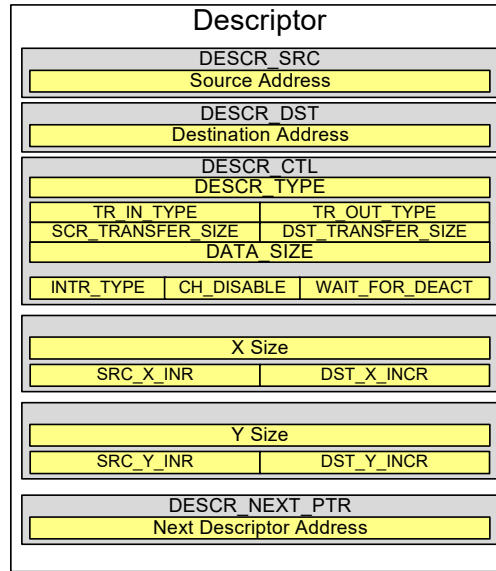 Descriptor
DESCR_SRC
Source Address
DESCR_DST
Destination Address
DESCR_CTL
DESCR_TYPE
TR_IN_TYPE TR_OUT_TYPE
SCR_TRANSFER_SIZE DST_TRANSFER_SIZE
DATA_SIZE
INTR_TYPE CH_DISABLE WAIT_FOR_DEACT
X Size
SRC_X_INR DST_X_INCR
Y Size
SRC_Y_INR DST_Y_INCR
DESCR_NEXT_PTR
Next Descriptor Address